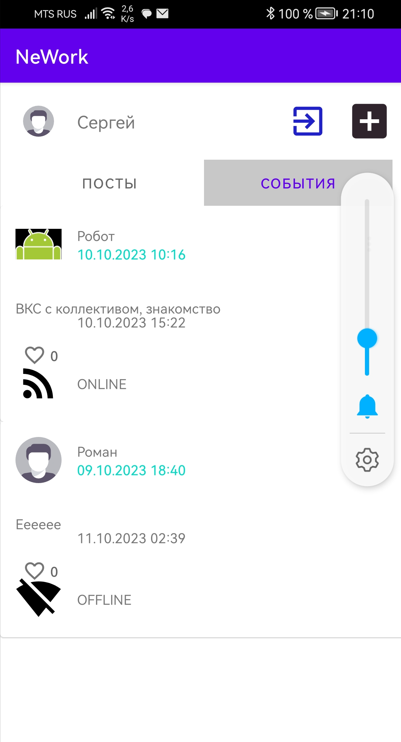 MTS RUS 2,6 K/s 100 % 21:10
NeWork
Сергей
ПОСТЫ СОБЫТИЯ
Робот
10.10.2023 10:16
ВКС с коллективом, знакомство
10.10.2023 15:22
0
ONLINE
Роман
09.10.2023 18:40
Ееееее
11.10.2023 02:39
0
OFFLINE